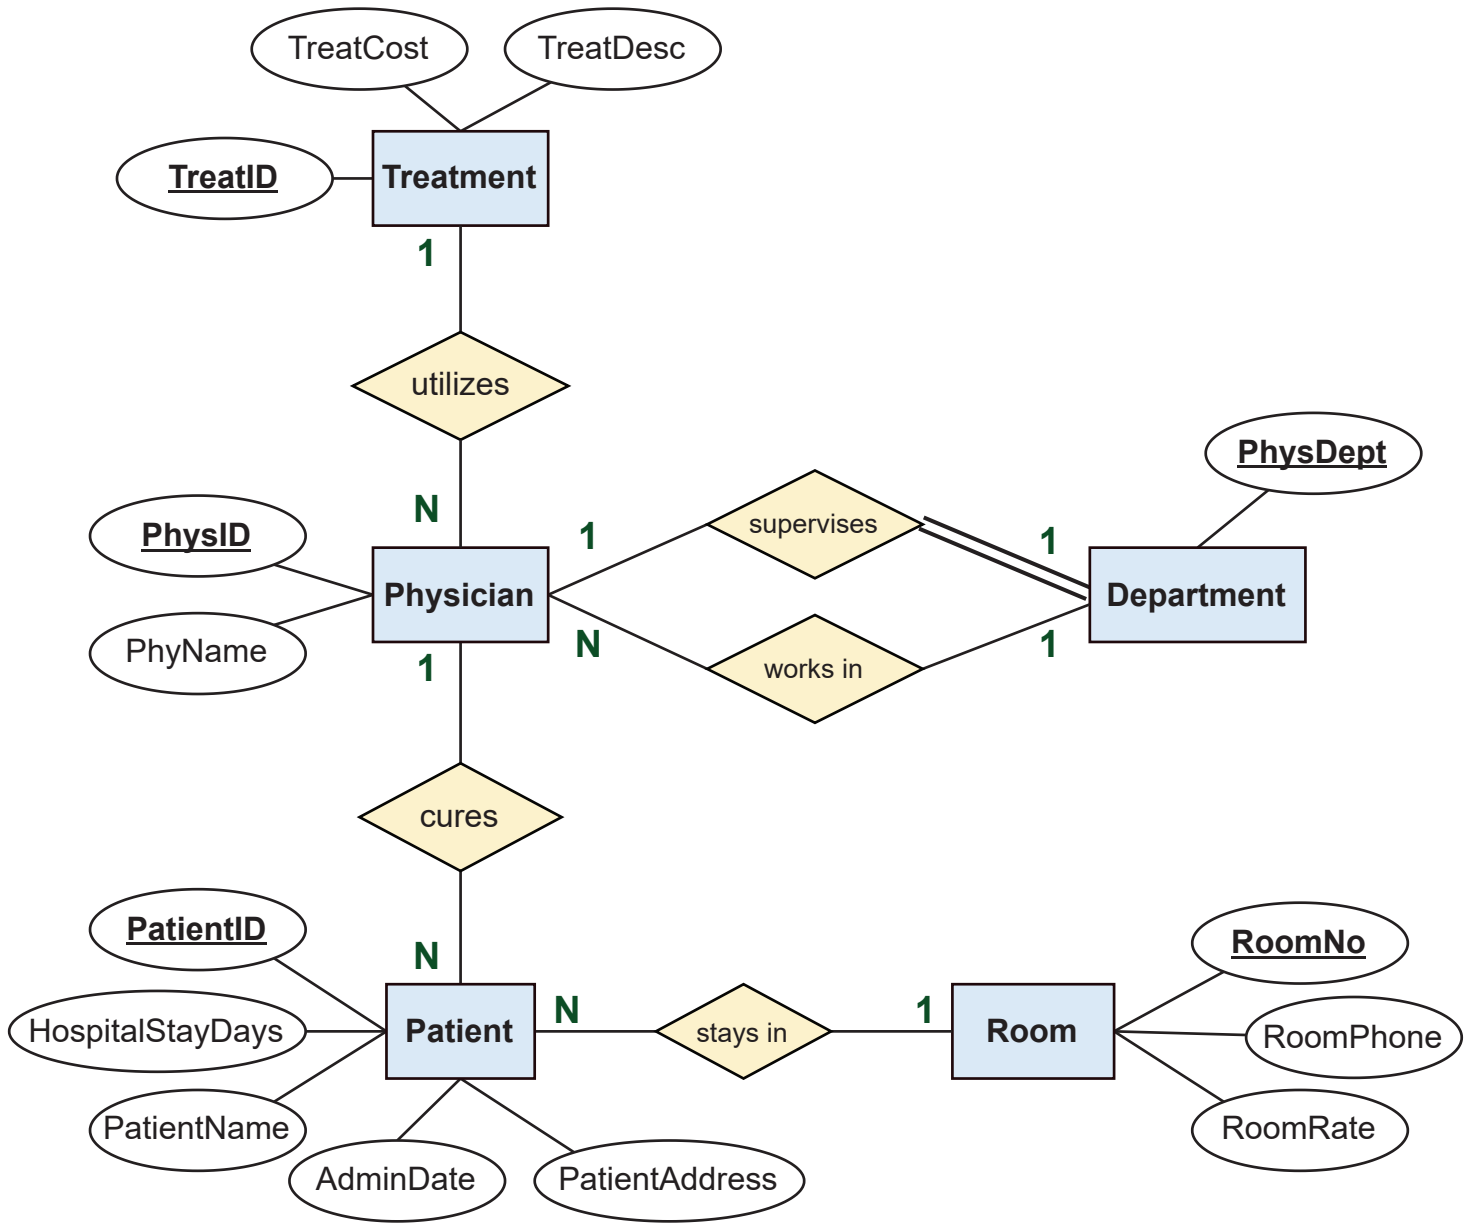 TreatCost
TreatDesc
TreatID
Treatment
1
utilizes
N
PhysDept
PhysID
1
supervises
1
Physician
Department
PhyName
1
N
works in
1
cures
PatientID
N
RoomNo
HospitalStayDays
Patient
N
stays in
1
Room
RoomPhone
PatientName
AdminDate
PatientAddress
RoomRate